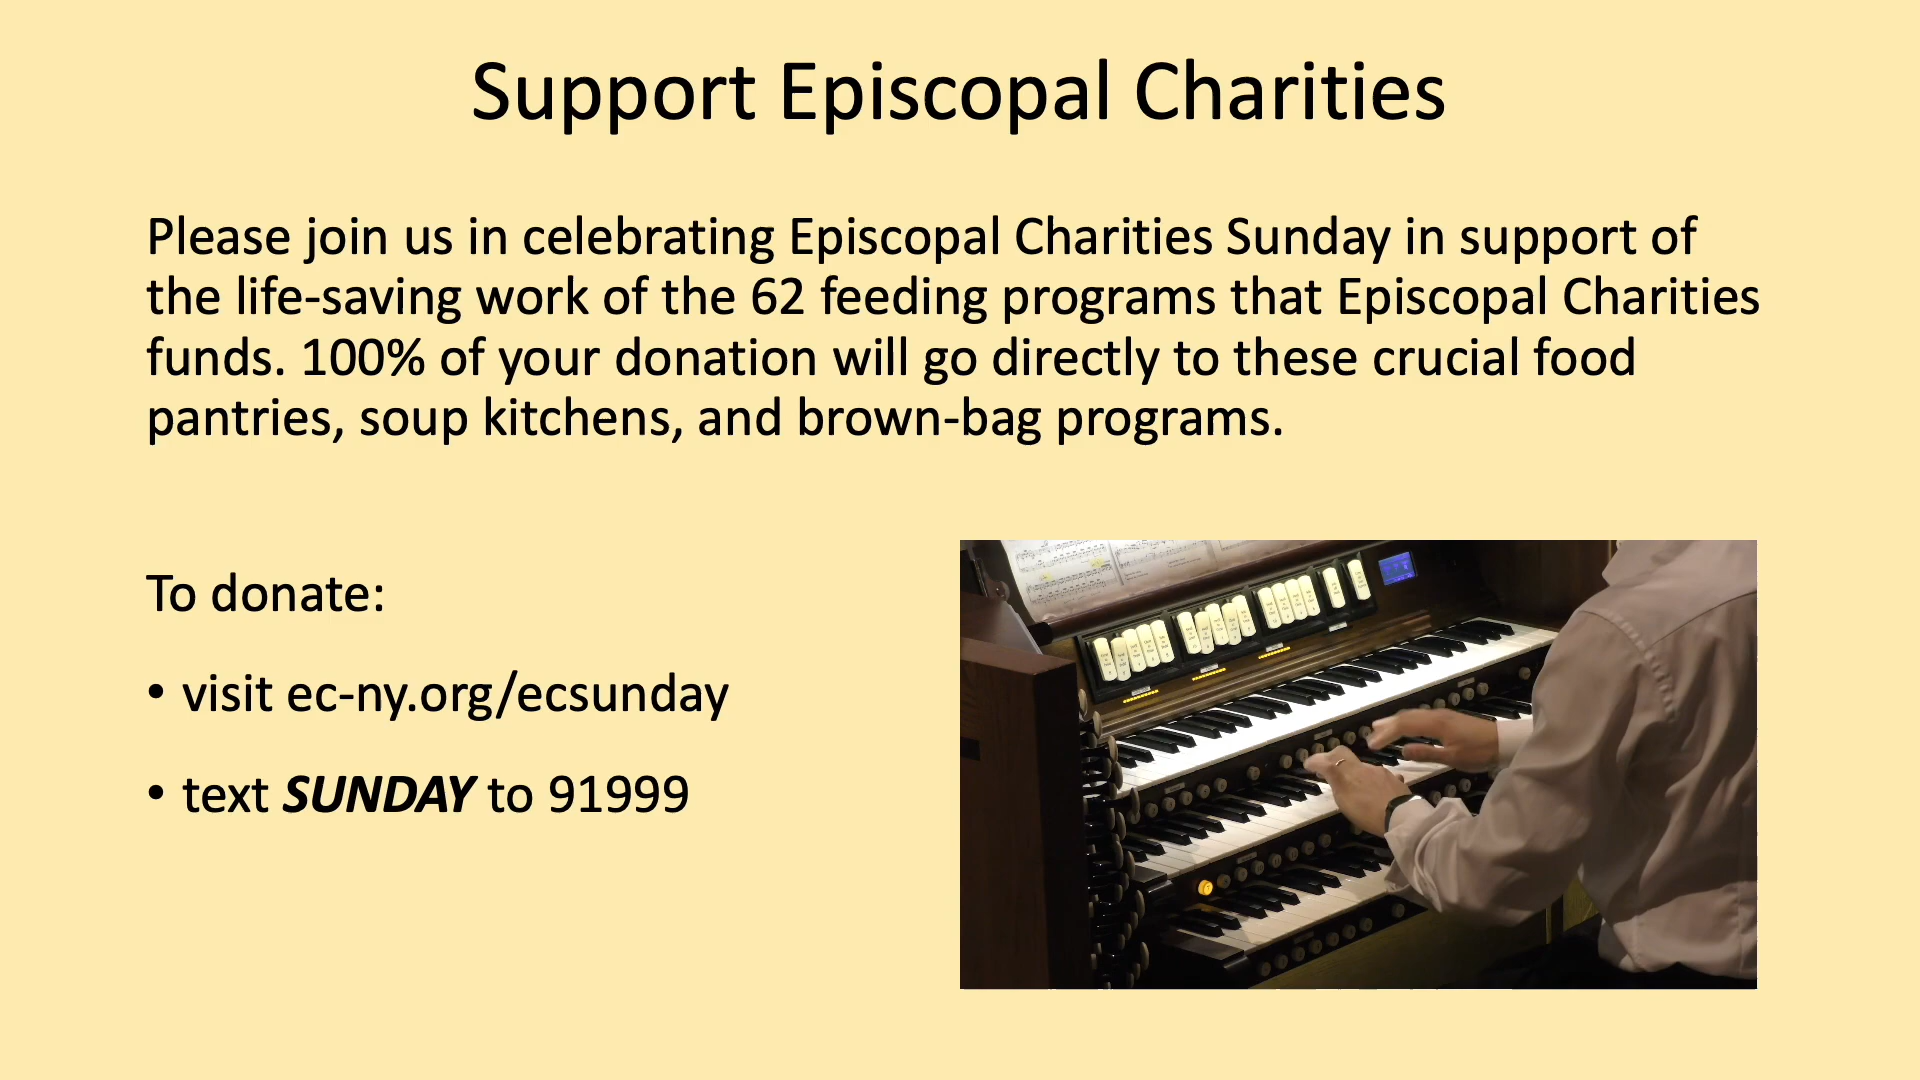 Support Episcopal Charities
Please join us in celebrating Episcopal Charities Sunday in support of
the life-saving work of the 62 feeding programs that Episcopal Charities
funds. 100% of your donation will go directly to these crucial food
pantries, soup kitchens, and brown-bag programs.
To donate:
• visit ec-ny.org/ecsunday
• text SUNDAY to 91999